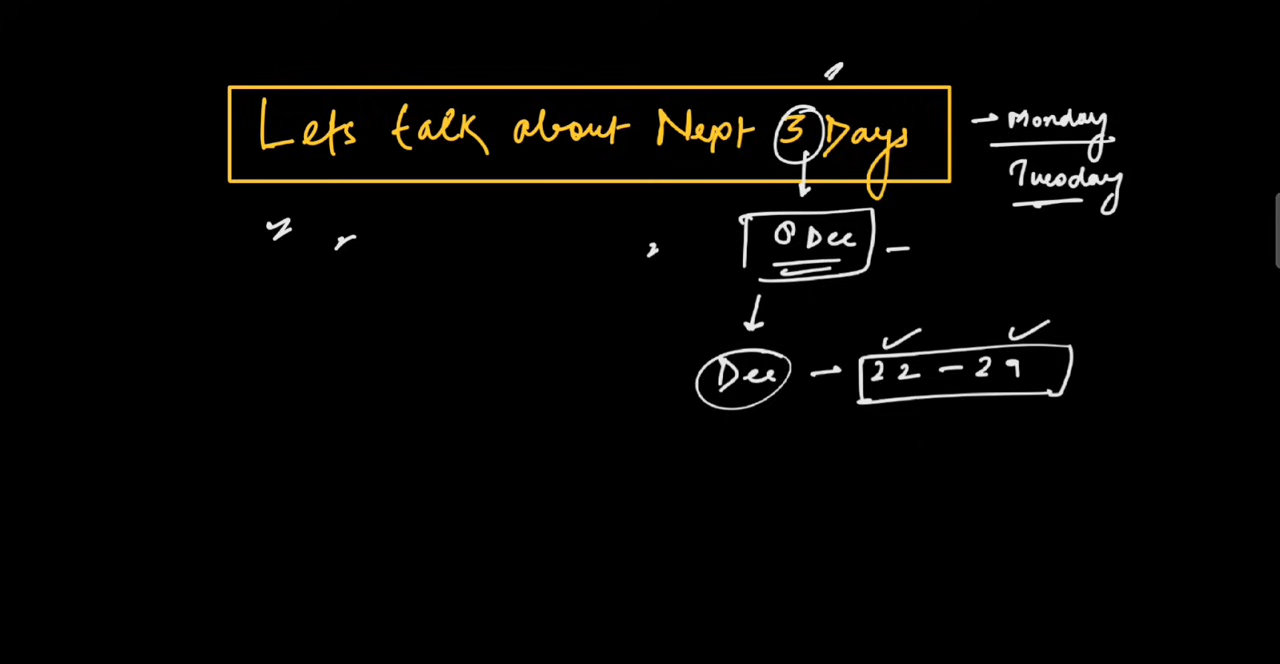 Lets talk about Next 3 Days
→ Monday
Tuesday
8 Dec -
Dec → 22 - 29